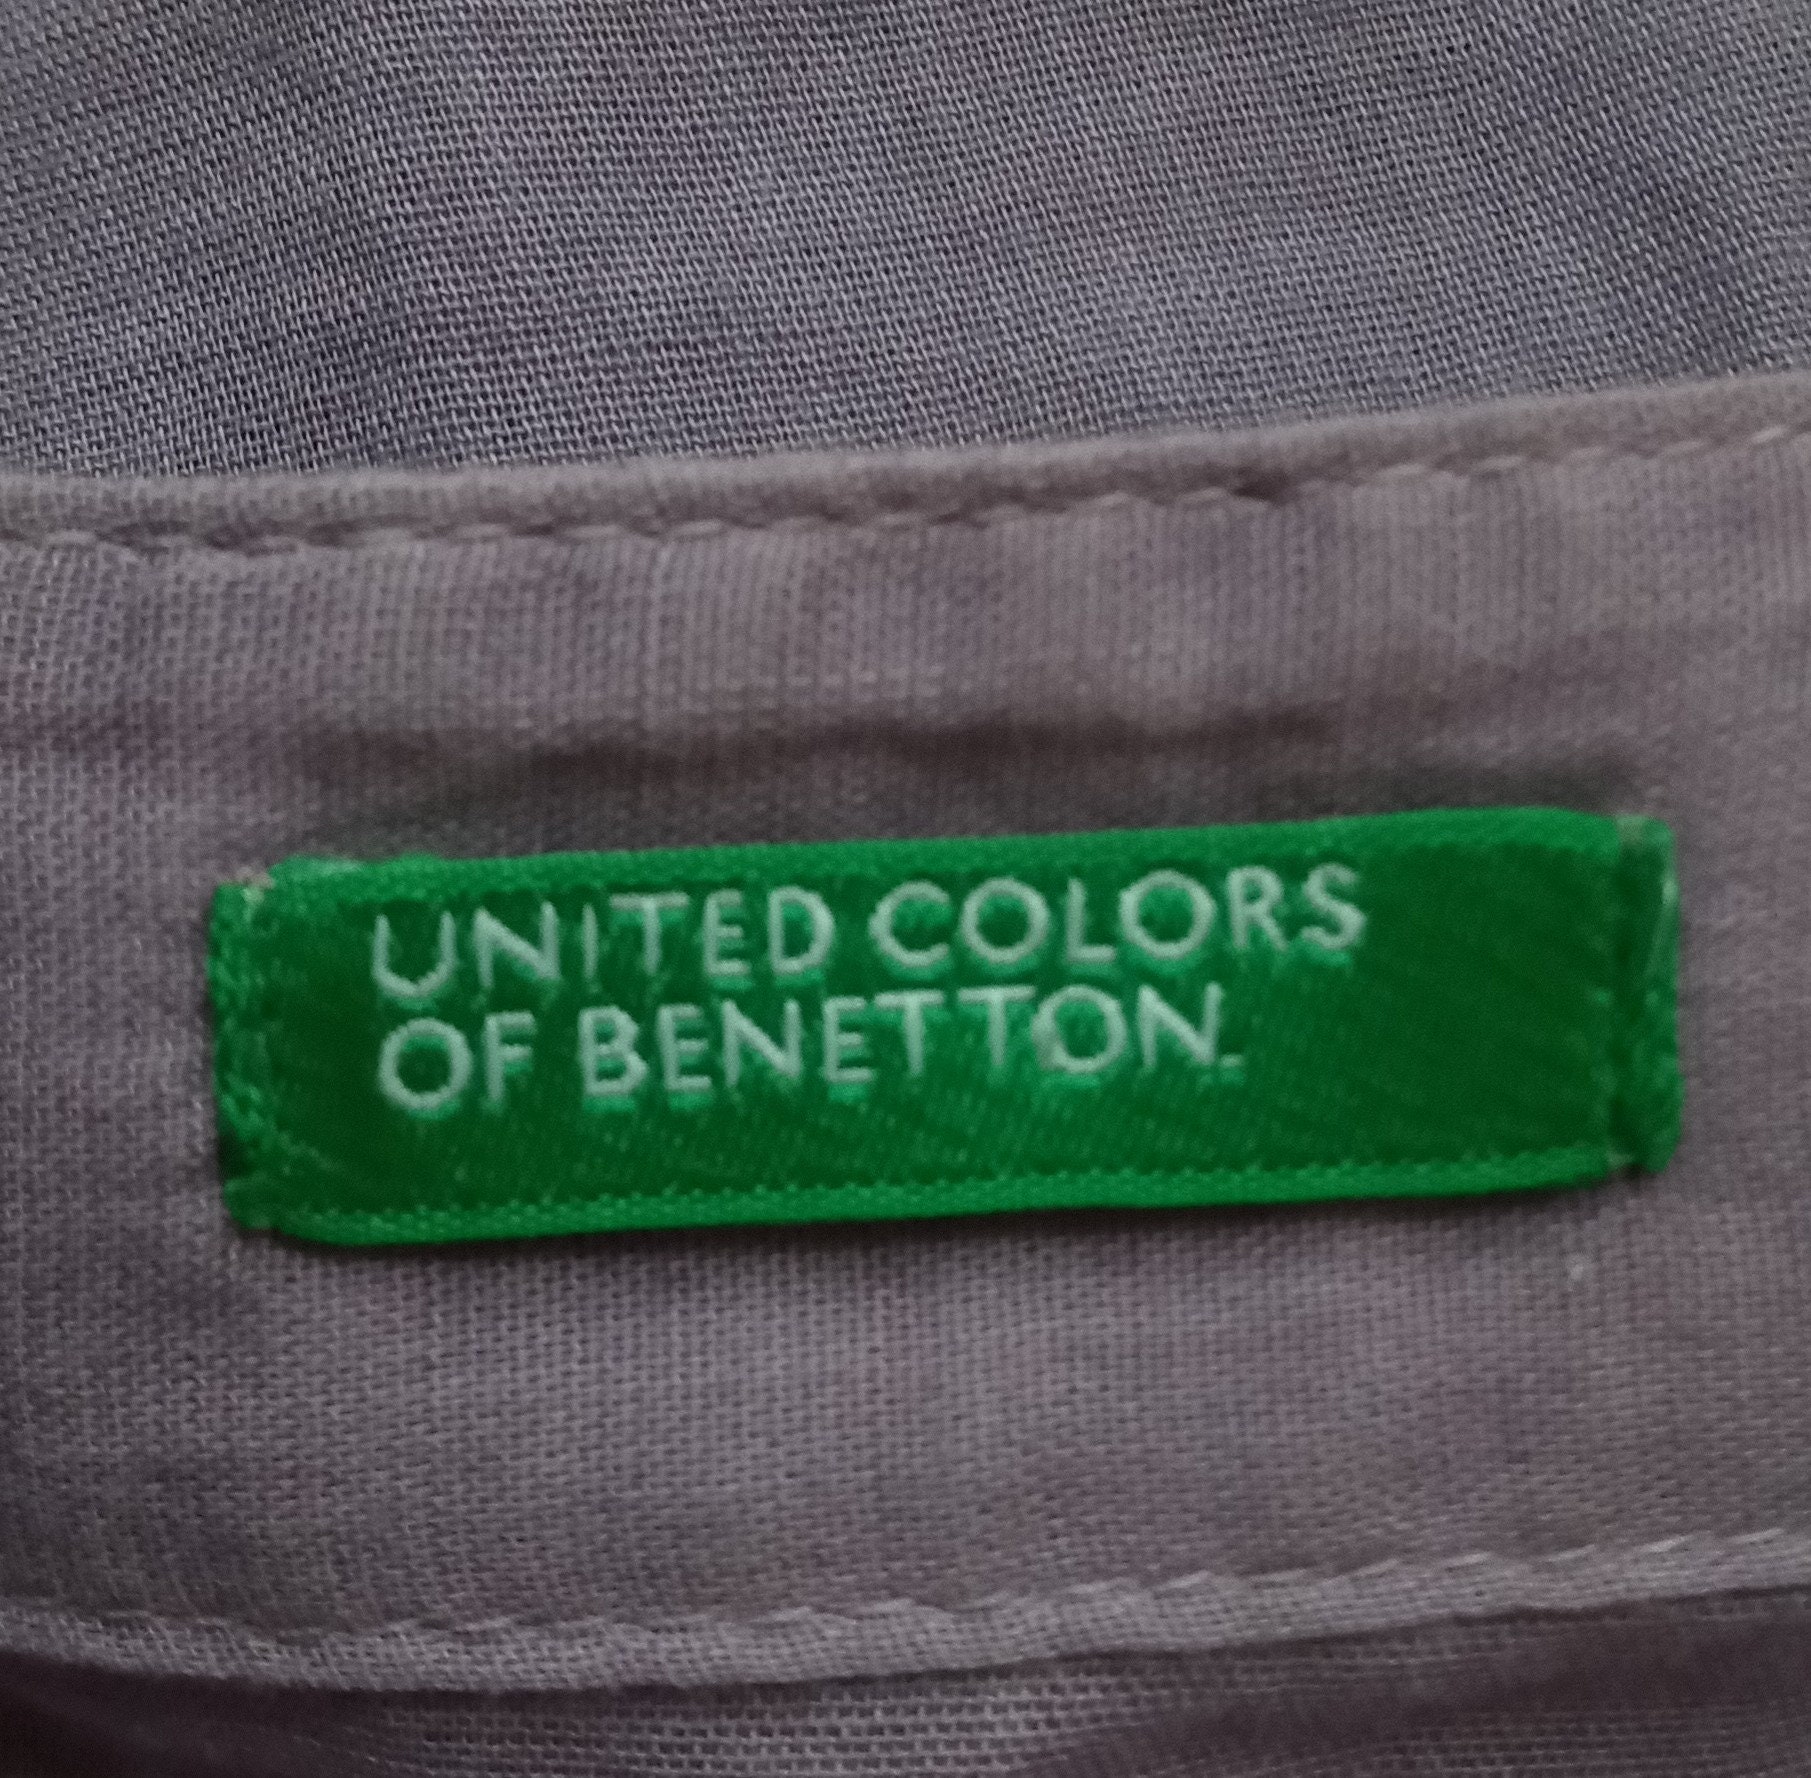 UNITED COLORS
OF BENETTON.